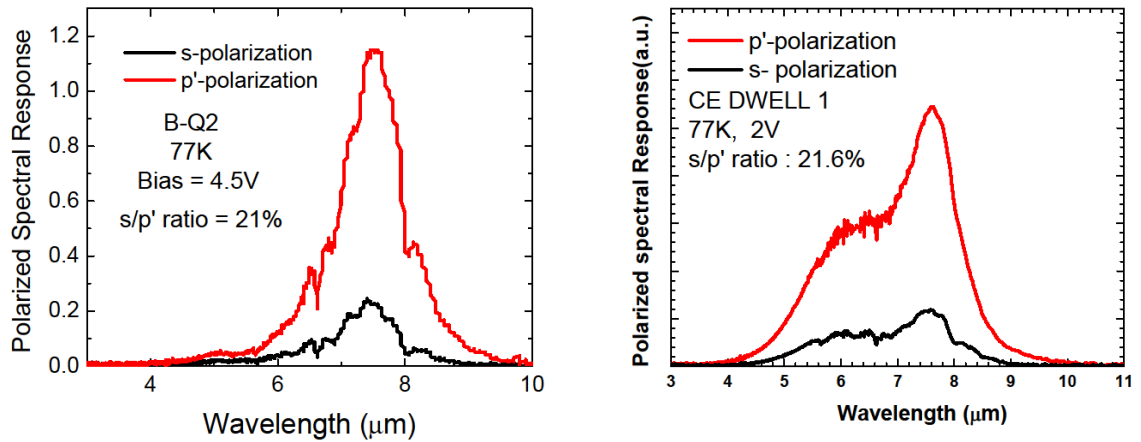 Polarized Spectral Response
1.2
1.0
0.8
0.6
0.4
0.2
0.0
s-polarization
p'-polarization
B-Q2
77K
Bias = 4.5V
s/p' ratio = 21%
4 6 8 10
Wavelength (μm)
Polarized spectral Response(a.u.)
p'-polarization
s- polarization
CE DWELL 1
77K, 2V
s/p' ratio : 21.6%
3 4 5 6 7 8 9 10 11
Wavelength (μm)